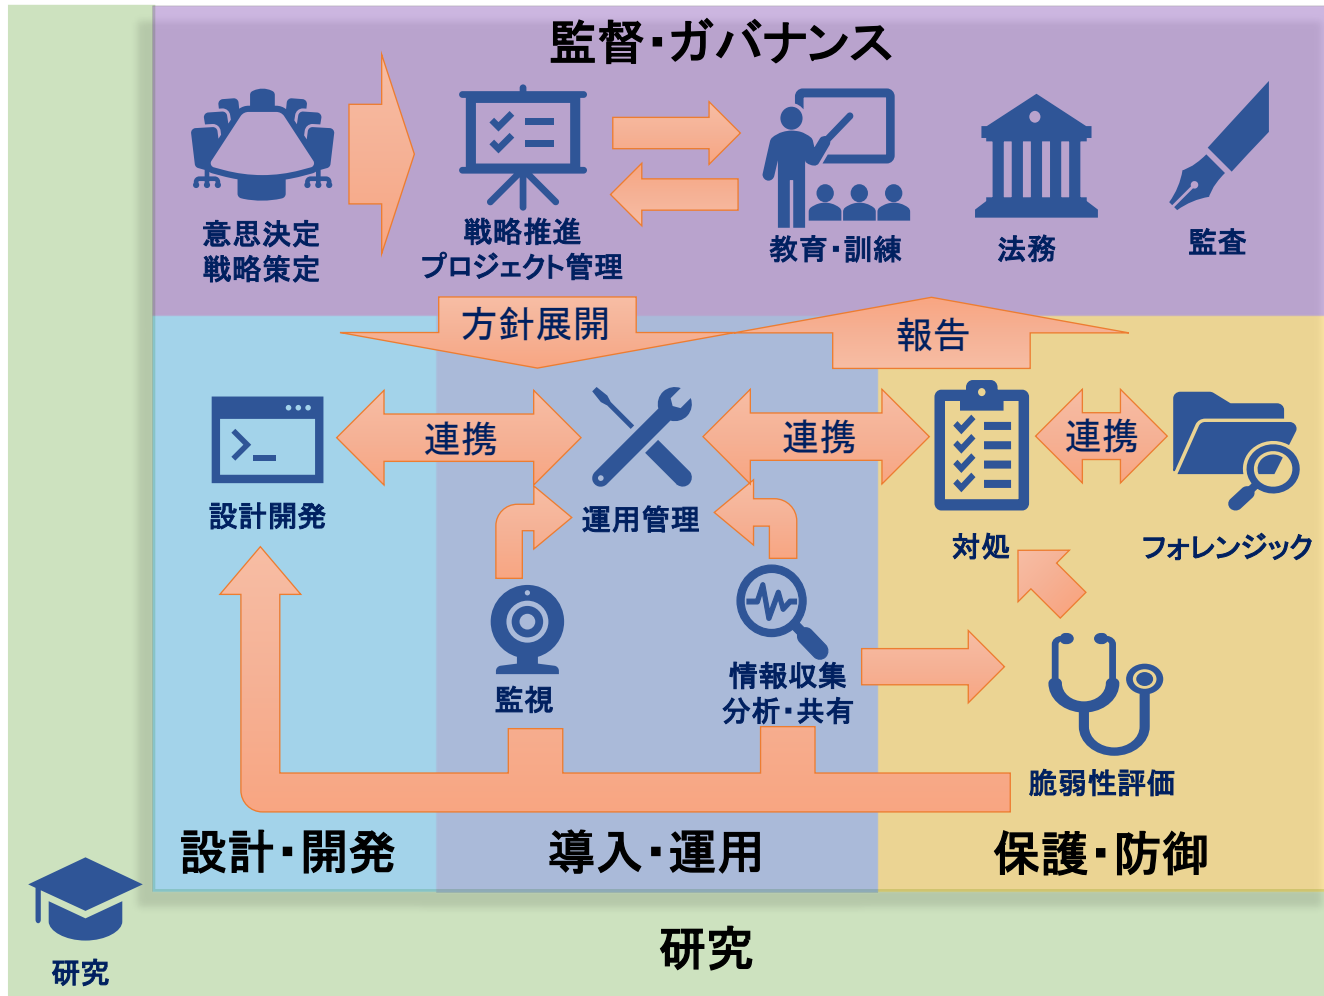 監督・ガバナンス
意思決定
戦略策定
戦略推進
プロジェクト管理
教育・訓練
法務
監査
方針展開
報告
連携
連携
連携
設計開発
運用管理
対処
フォレンジック
監視
情報収集
分析・共有
脆弱性評価
設計・開発
導入・運用
保護・防御
研究
研究